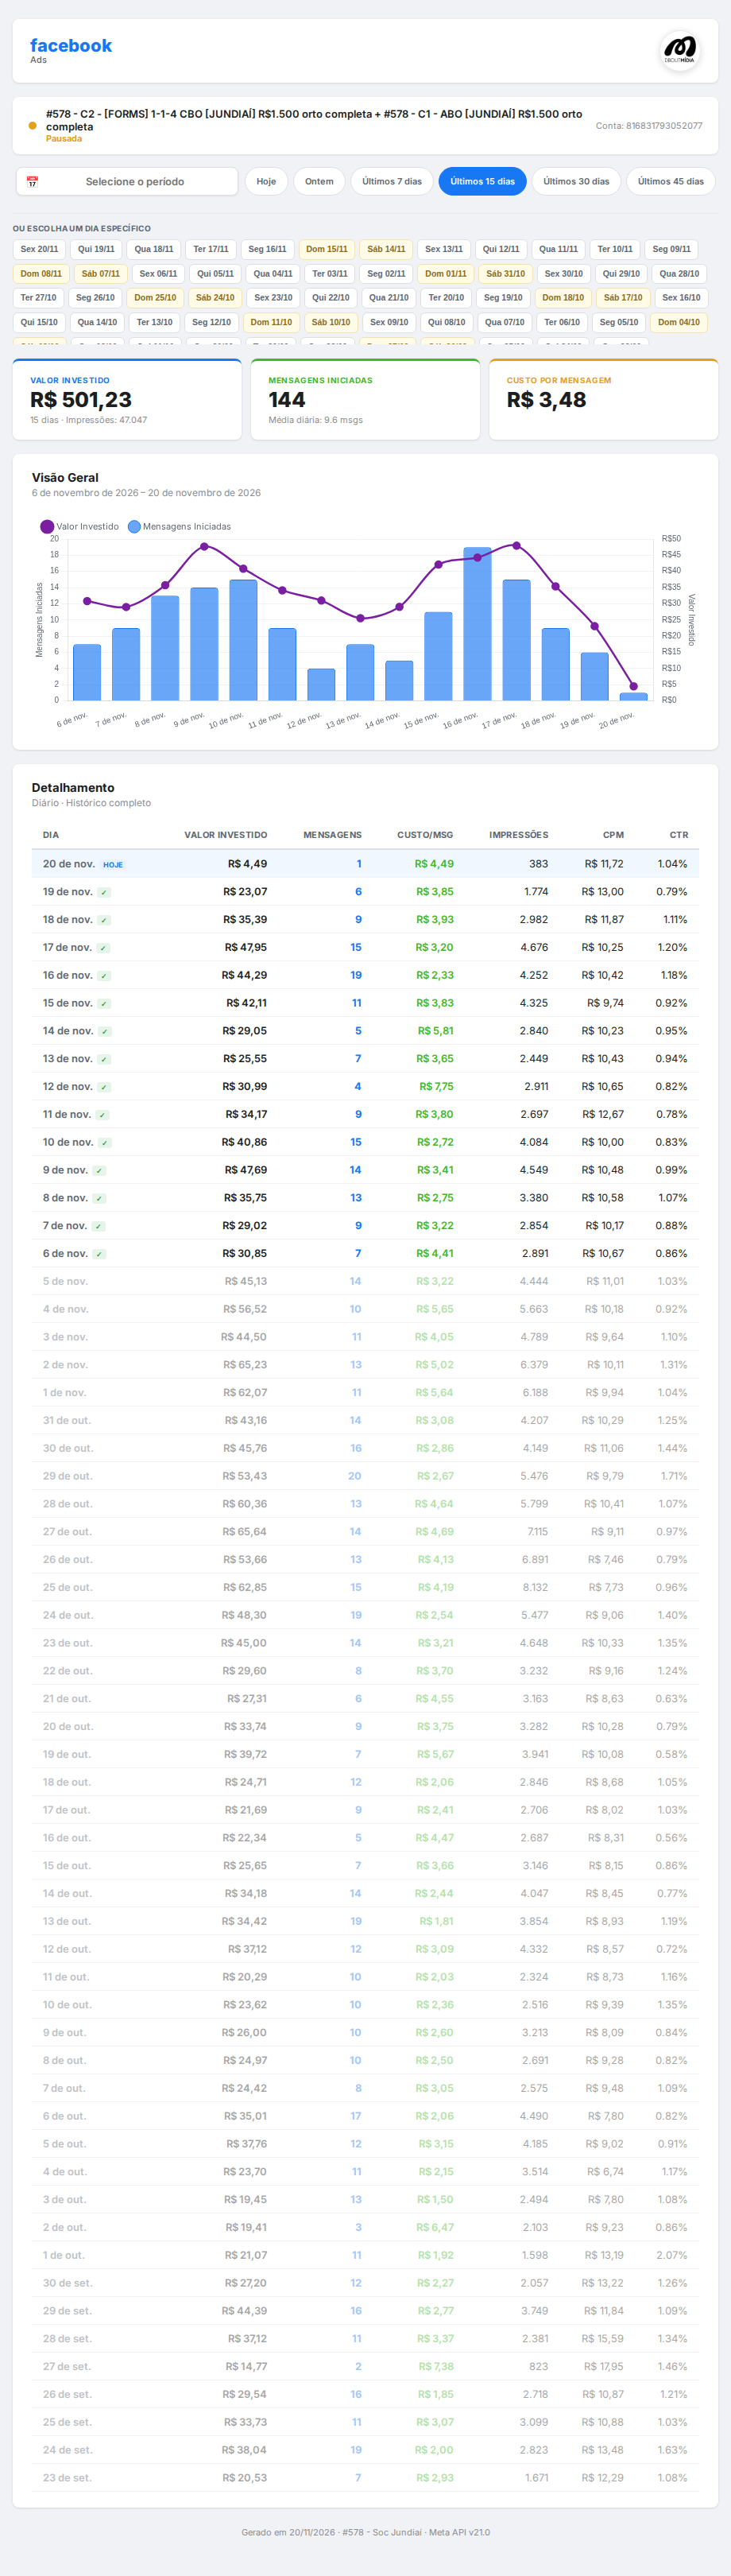 facebook
Ads
DBOUTMÍDIA
#578 - C2 - [FORMS] 1-1-4 CBO [JUNDIAÍ] R$1.500 orto completa + #578 - C1 - ABO [JUNDIAÍ] R$1.500 orto
completa
Pausada
Conta: 816831793052077
Selecione o período
Hoje Ontem Últimos 7 dias Últimos 15 dias Últimos 30 dias Últimos 45 dias
OU ESCOLHA UM DIA ESPECÍFICO
Sex 20/11 Qui 19/11 Qua 18/11 Ter 17/11 Seg 16/11 Dom 15/11 Sáb 14/11 Sex 13/11 Qui 12/11 Qua 11/11 Ter 10/11 Seg 09/11
Dom 08/11 Sáb 07/11 Sex 06/11 Qui 05/11 Qua 04/11 Ter 03/11 Seg 02/11 Dom 01/11 Sáb 31/10 Sex 30/10 Qui 29/10 Qua 28/10
Ter 27/10 Seg 26/10 Dom 25/10 Sáb 24/10 Sex 23/10 Qui 22/10 Qua 21/10 Ter 20/10 Seg 19/10 Dom 18/10 Sáb 17/10 Sex 16/10
Qui 15/10 Qua 14/10 Ter 13/10 Seg 12/10 Dom 11/10 Sáb 10/10 Sex 09/10 Qui 08/10 Qua 07/10 Ter 06/10 Seg 05/10 Dom 04/10
VALOR INVESTIDO
R$ 501,23
15 dias · Impressões: 47.047
MENSAGENS INICIADAS
144
Média diária: 9.6 msgs
CUSTO POR MENSAGEM
R$ 3,48
Visão Geral
6 de novembro de 2026 – 20 de novembro de 2026
Valor Investido Mensagens Iniciadas
Mensagens Iniciadas
20
18
16
14
12
10
8
6
4
2
0
R$50
R$45
R$40
R$35
R$30
R$25
R$20
R$15
R$10
R$5
R$0
Valor Investido
6 de nov. 7 de nov. 8 de nov. 9 de nov. 10 de nov. 11 de nov. 12 de nov. 13 de nov. 14 de nov. 15 de nov. 16 de nov. 17 de nov. 18 de nov. 19 de nov. 20 de nov.
Detalhamento
Diário · Histórico completo
DIA VALOR INVESTIDO MENSAGENS CUSTO/MSG IMPRESSÕES CPM CTR
20 de nov. HOJE R$ 4,49 1 R$ 4,49 383 R$ 11,72 1.04%
19 de nov. ✓ R$ 23,07 6 R$ 3,85 1.774 R$ 13,00 0.79%
18 de nov. ✓ R$ 35,39 9 R$ 3,93 2.982 R$ 11,87 1.11%
17 de nov. ✓ R$ 47,95 15 R$ 3,20 4.676 R$ 10,25 1.20%
16 de nov. ✓ R$ 44,29 19 R$ 2,33 4.252 R$ 10,42 1.18%
15 de nov. ✓ R$ 42,11 11 R$ 3,83 4.325 R$ 9,74 0.92%
14 de nov. ✓ R$ 29,05 5 R$ 5,81 2.840 R$ 10,23 0.95%
13 de nov. ✓ R$ 25,55 7 R$ 3,65 2.449 R$ 10,43 0.94%
12 de nov. ✓ R$ 30,99 4 R$ 7,75 2.911 R$ 10,65 0.82%
11 de nov. ✓ R$ 34,17 9 R$ 3,80 2.697 R$ 12,67 0.78%
10 de nov. ✓ R$ 40,86 15 R$ 2,72 4.084 R$ 10,00 0.83%
9 de nov. ✓ R$ 47,69 14 R$ 3,41 4.549 R$ 10,48 0.99%
8 de nov. ✓ R$ 35,75 13 R$ 2,75 3.380 R$ 10,58 1.07%
7 de nov. ✓ R$ 29,02 9 R$ 3,22 2.854 R$ 10,17 0.88%
6 de nov. ✓ R$ 30,85 7 R$ 4,41 2.891 R$ 10,67 0.86%
5 de nov. R$ 45,13 14 R$ 3,22 4.444 R$ 11,01 1.03%
4 de nov. R$ 56,52 10 R$ 5,65 5.663 R$ 10,18 0.92%
3 de nov. R$ 44,50 11 R$ 4,05 4.789 R$ 9,64 1.10%
2 de nov. R$ 65,23 13 R$ 5,02 6.379 R$ 10,11 1.31%
1 de nov. R$ 62,07 11 R$ 5,64 6.188 R$ 9,94 1.04%
31 de out. R$ 43,16 14 R$ 3,08 4.207 R$ 10,29 1.25%
30 de out. R$ 45,76 16 R$ 2,86 4.149 R$ 11,06 1.44%
29 de out. R$ 53,43 20 R$ 2,67 5.476 R$ 9,79 1.71%
28 de out. R$ 60,36 13 R$ 4,64 5.799 R$ 10,41 1.07%
27 de out. R$ 65,64 14 R$ 4,69 7.115 R$ 9,11 0.97%
26 de out. R$ 53,66 13 R$ 4,13 6.891 R$ 7,46 0.79%
25 de out. R$ 62,85 15 R$ 4,19 8.132 R$ 7,73 0.96%
24 de out. R$ 48,30 19 R$ 2,54 5.477 R$ 9,06 1.40%
23 de out. R$ 45,00 14 R$ 3,21 4.648 R$ 10,33 1.35%
22 de out. R$ 29,60 8 R$ 3,70 3.232 R$ 9,16 1.24%
21 de out. R$ 27,31 6 R$ 4,55 3.163 R$ 8,63 0.63%
20 de out. R$ 33,74 9 R$ 3,75 3.282 R$ 10,28 0.79%
19 de out. R$ 39,72 7 R$ 5,67 3.941 R$ 10,08 0.58%
18 de out. R$ 24,71 12 R$ 2,06 2.846 R$ 8,68 1.05%
17 de out. R$ 21,69 9 R$ 2,41 2.706 R$ 8,02 1.03%
16 de out. R$ 22,34 5 R$ 4,47 2.687 R$ 8,31 0.56%
15 de out. R$ 25,65 7 R$ 3,66 3.146 R$ 8,15 0.86%
14 de out. R$ 34,18 14 R$ 2,44 4.047 R$ 8,45 0.77%
13 de out. R$ 34,42 19 R$ 1,81 3.854 R$ 8,93 1.19%
12 de out. R$ 37,12 12 R$ 3,09 4.332 R$ 8,57 0.72%
11 de out. R$ 20,29 10 R$ 2,03 2.324 R$ 8,73 1.16%
10 de out. R$ 23,62 10 R$ 2,36 2.516 R$ 9,39 1.35%
9 de out. R$ 26,00 10 R$ 2,60 3.213 R$ 8,09 0.84%
8 de out. R$ 24,97 10 R$ 2,50 2.691 R$ 9,28 0.82%
7 de out. R$ 24,42 8 R$ 3,05 2.575 R$ 9,48 1.09%
6 de out. R$ 35,01 17 R$ 2,06 4.490 R$ 7,80 0.82%
5 de out. R$ 37,76 12 R$ 3,15 4.185 R$ 9,02 0.91%
4 de out. R$ 23,70 11 R$ 2,15 3.514 R$ 6,74 1.17%
3 de out. R$ 19,45 13 R$ 1,50 2.494 R$ 7,80 1.08%
2 de out. R$ 19,41 3 R$ 6,47 2.103 R$ 9,23 0.86%
1 de out. R$ 21,07 11 R$ 1,92 1.598 R$ 13,19 2.07%
30 de set. R$ 27,20 12 R$ 2,27 2.057 R$ 13,22 1.26%
29 de set. R$ 44,39 16 R$ 2,77 3.749 R$ 11,84 1.09%
28 de set. R$ 37,12 11 R$ 3,37 2.381 R$ 15,59 1.34%
27 de set. R$ 14,77 2 R$ 7,38 823 R$ 17,95 1.46%
26 de set. R$ 29,54 16 R$ 1,85 2.718 R$ 10,87 1.21%
25 de set. R$ 33,73 11 R$ 3,07 3.099 R$ 10,88 1.03%
24 de set. R$ 38,04 19 R$ 2,00 2.823 R$ 13,48 1.63%
23 de set. R$ 20,53 7 R$ 2,93 1.671 R$ 12,29 1.08%
Gerado em 20/11/2026 · #578 - Soc Jundiaí · Meta API v21.0